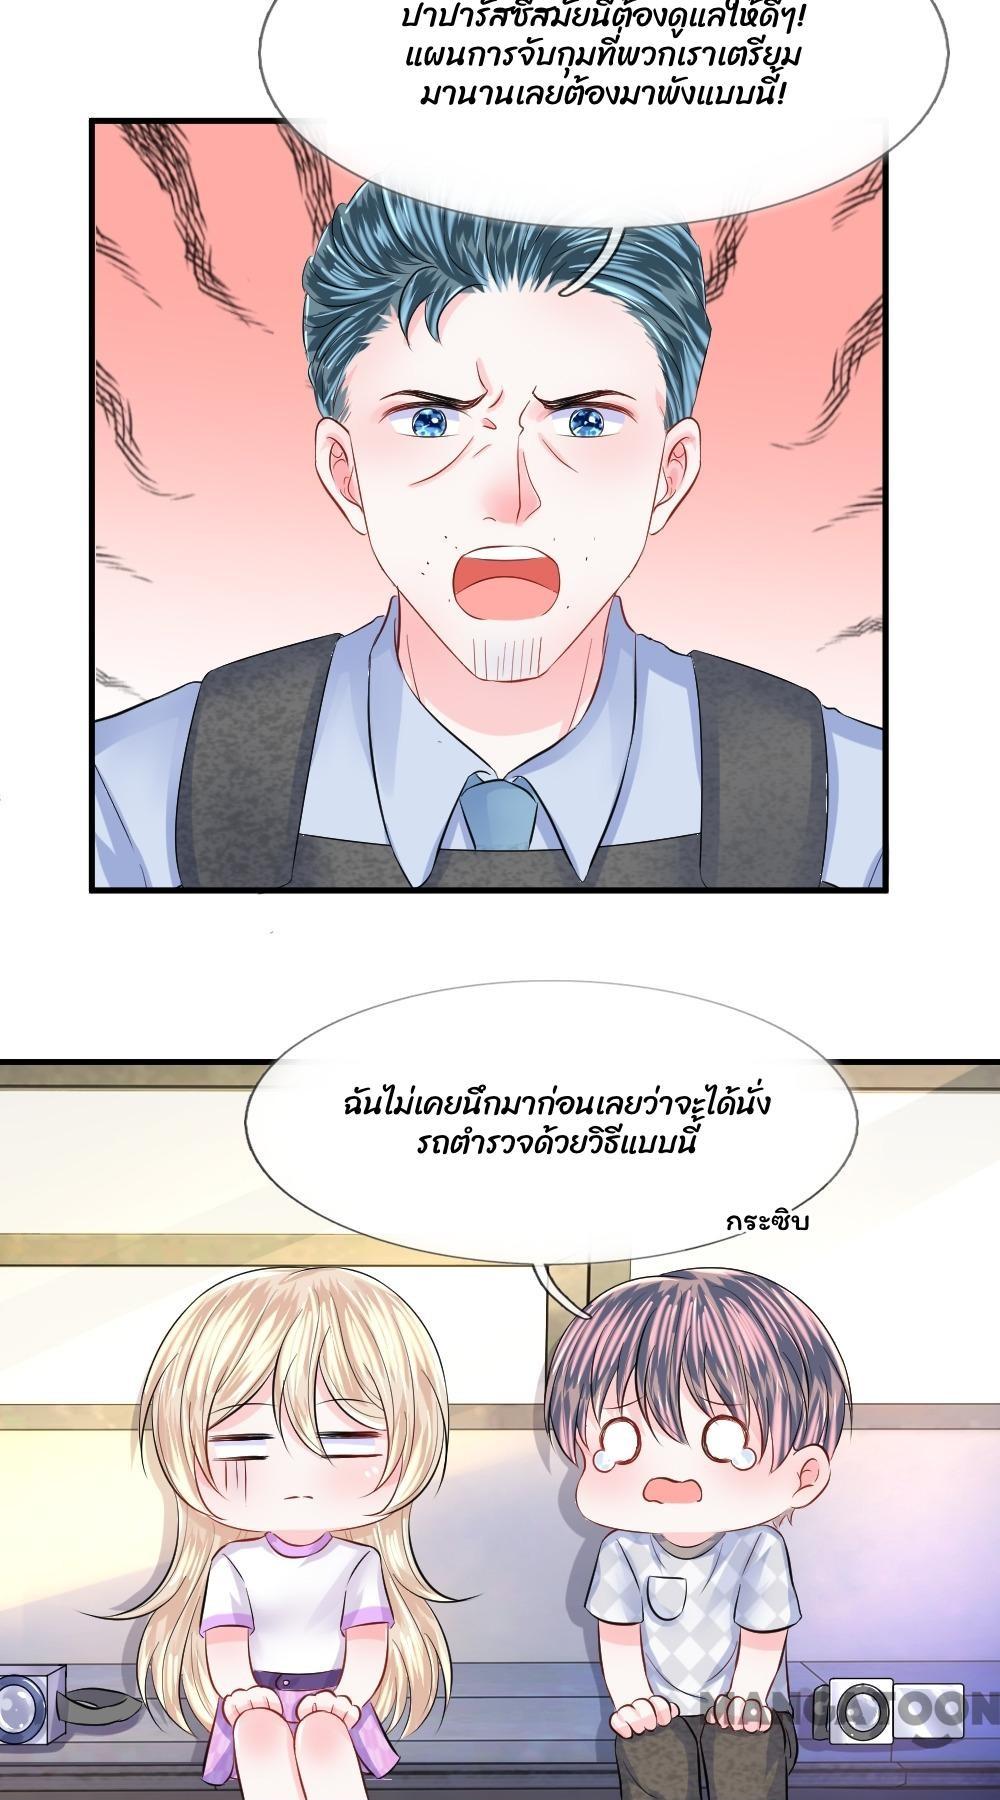 ปาปารัสซี่สมัยนี้ต้องดูแลให้ดีๆ!
แผนการจับกุมที่พวกเราเตรียม
มานานเลยต้องมาพังแบบนี้!
ฉันไม่เคยนึกมาก่อนเลยว่าจะได้นั่ง
รถตำรวจด้วยวิธีแบบนี้
กระซิบ
MANGATOON